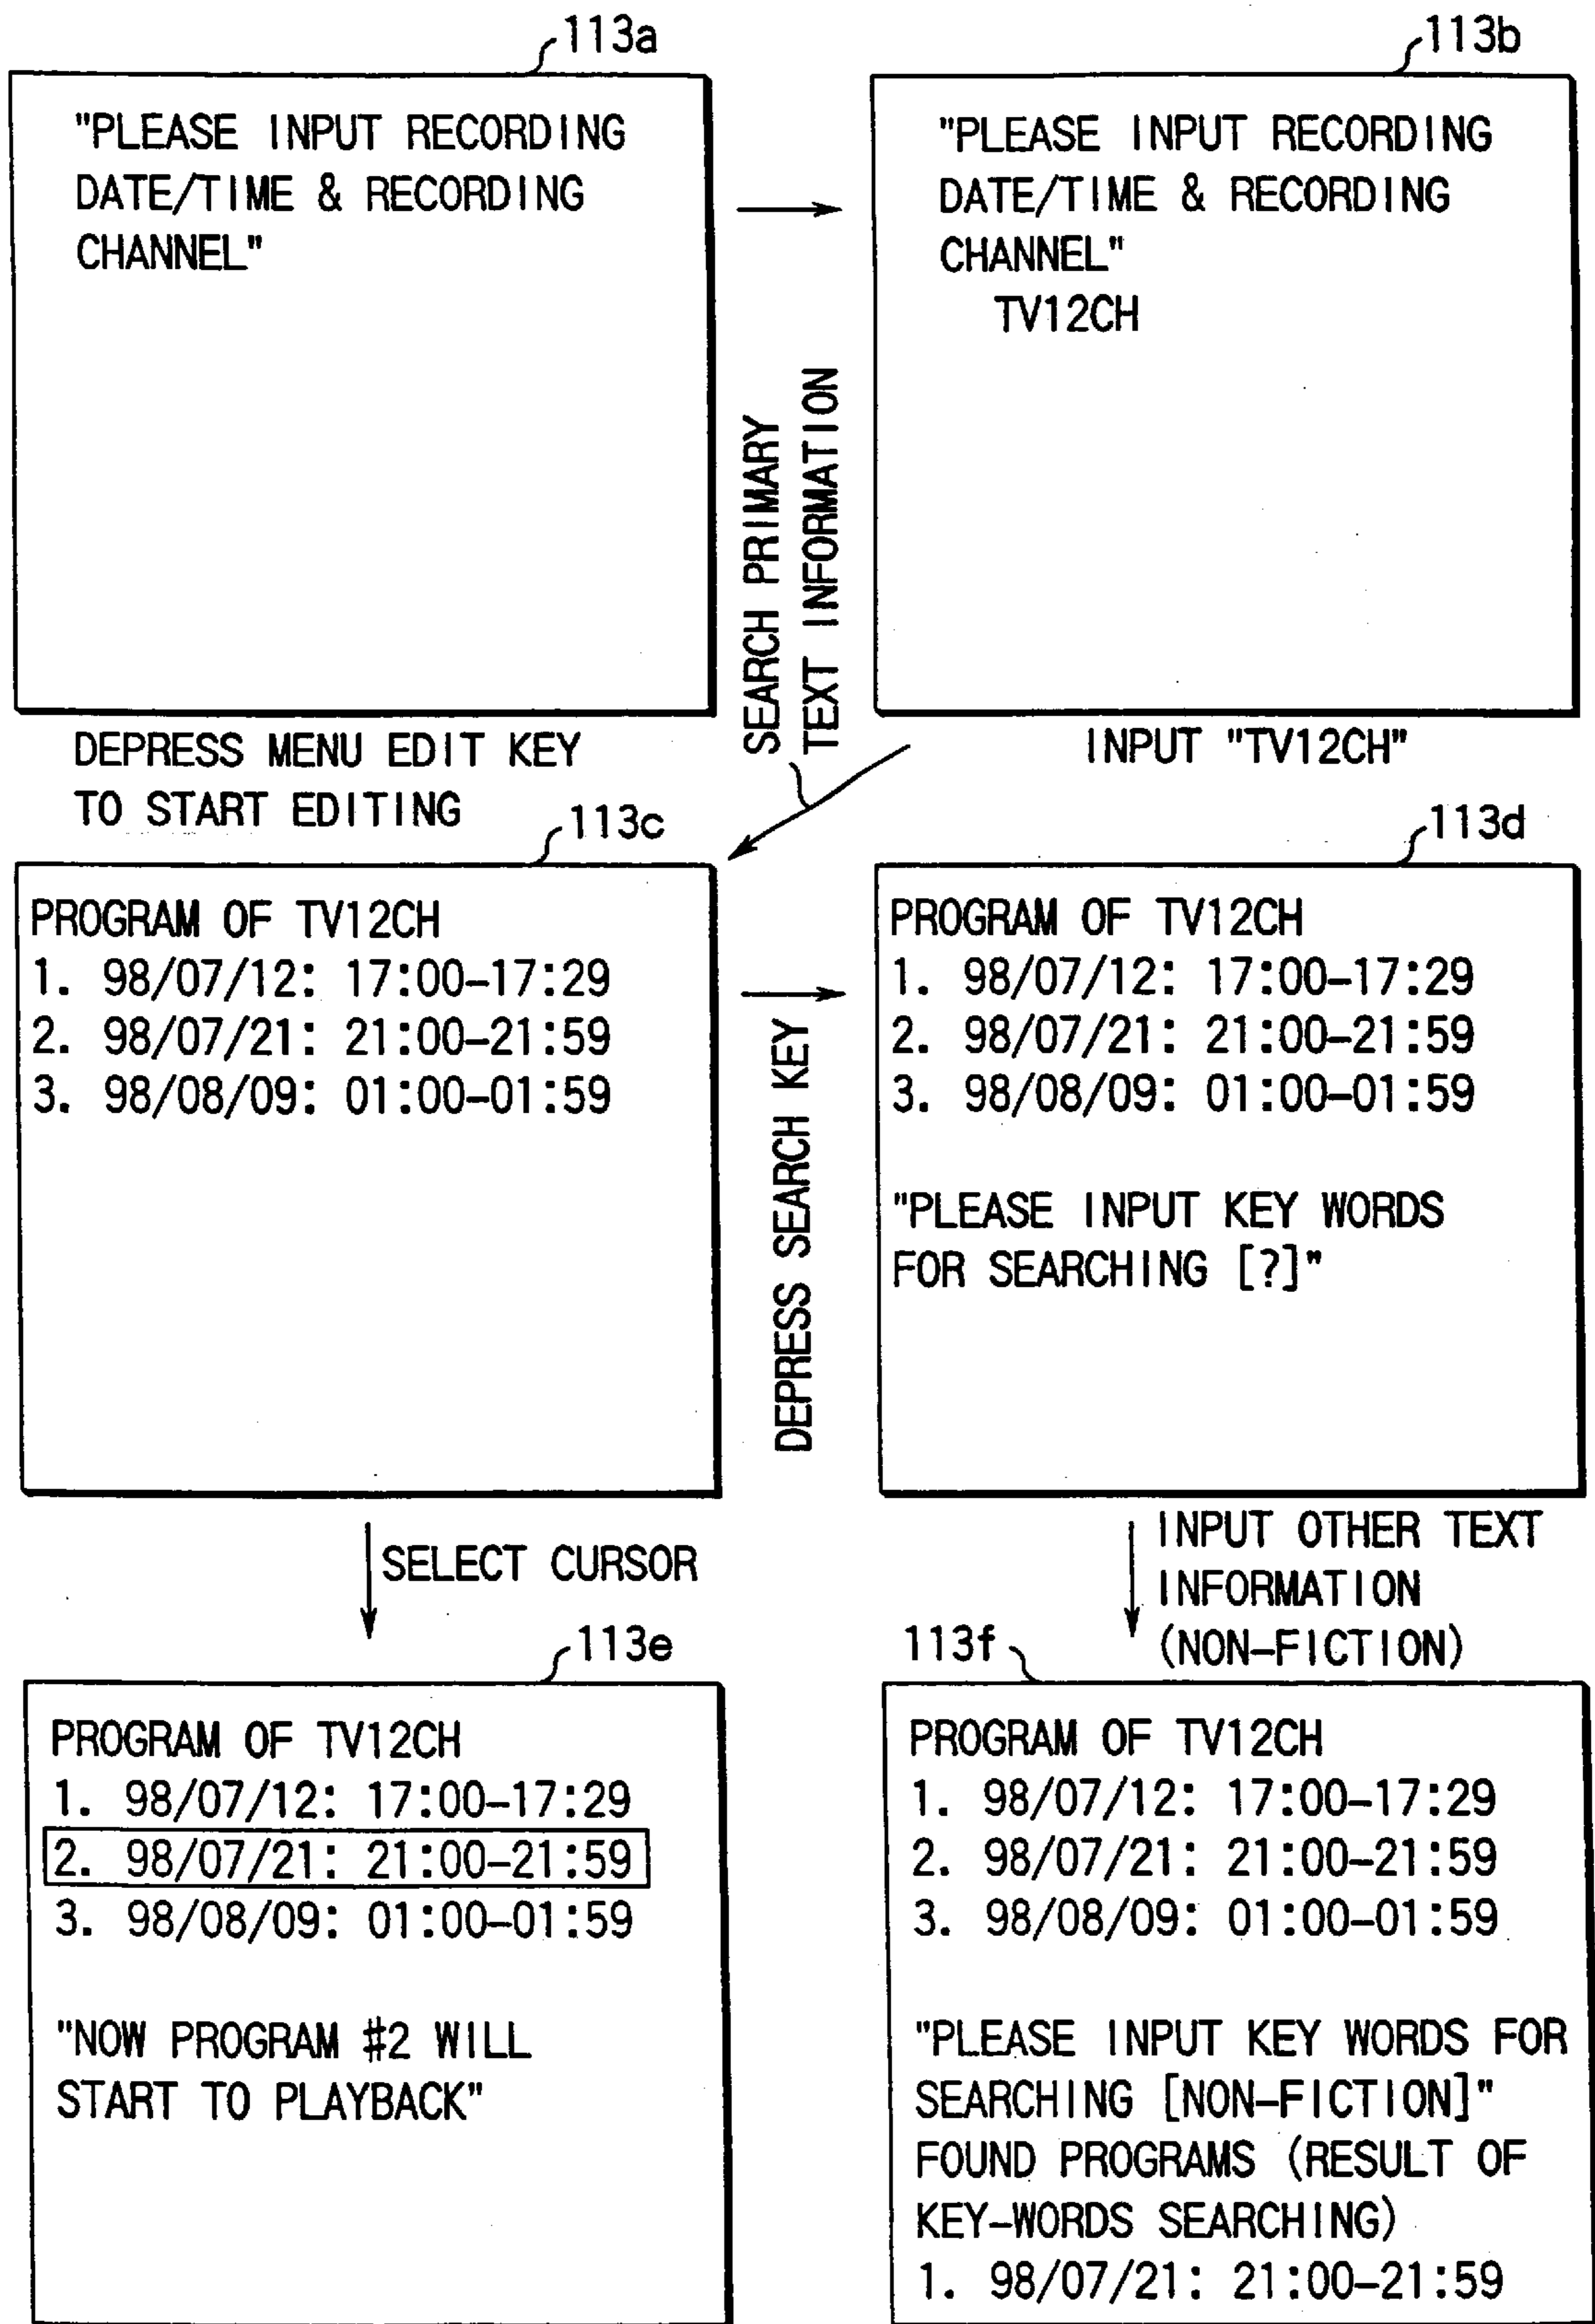 113a
"PLEASE INPUT RECORDING
DATE/TIME & RECORDING
CHANNEL"
DEPRESS MENU EDIT KEY
TO START EDITING
113b
"PLEASE INPUT RECORDING
DATE/TIME & RECORDING
CHANNEL"
TV12CH
INPUT "TV12CH"
SEARCH PRIMARY
TEXT INFORMATION
113c
PROGRAM OF TV12CH
1. 98/07/12: 17:00-17:29
2. 98/07/21: 21:00-21:59
3. 98/08/09: 01:00-01:59
DEPRESS SEARCH KEY
113d
PROGRAM OF TV12CH
1. 98/07/12: 17:00-17:29
2. 98/07/21: 21:00-21:59
3. 98/08/09: 01:00-01:59
"PLEASE INPUT KEY WORDS
FOR SEARCHING [?]"
SELECT CURSOR
INPUT OTHER TEXT
INFORMATION
(NON-FICTION)
113e
PROGRAM OF TV12CH
1. 98/07/12: 17:00-17:29
2. 98/07/21: 21:00-21:59
3. 98/08/09: 01:00-01:59
"NOW PROGRAM #2 WILL
START TO PLAYBACK"
113f
PROGRAM OF TV12CH
1. 98/07/12: 17:00-17:29
2. 98/07/21: 21:00-21:59
3. 98/08/09: 01:00-01:59
"PLEASE INPUT KEY WORDS FOR
SEARCHING [NON-FICTION]"
FOUND PROGRAMS (RESULT OF
KEY-WORDS SEARCHING)
1. 98/07/21: 21:00-21:59